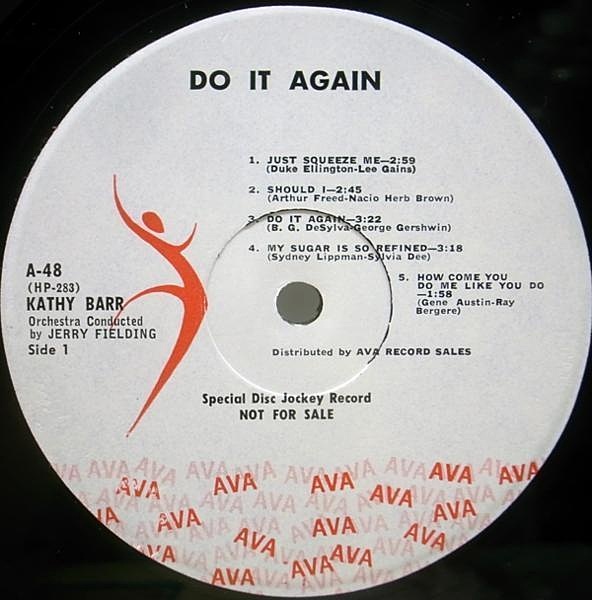 DO IT AGAIN
1. JUST SQUEEZE ME—2:59
(Duke Ellington-Lee Gains)
2. SHOULD I—2:45
(Arthur Freed-Nacio Herb Brown)
3. DO IT AGAIN—3:22
(B. G. DeSylva-George Gershwin)
4. MY SUGAR IS SO REFINED—3:18
(Sydney Lippman-Sylvia Dee)
5. HOW COME YOU
DO ME LIKE YOU DO
—1:58
(Gene Austin-Ray
Bergere)
A-48
(HP-283)
KATHY BARR
Orchestra Conducted
by JERRY FIELDING
Side 1
Distributed by AVA RECORD SALES
Special Disc Jockey Record
NOT FOR SALE
AVA AVA AVA AVA AVA
AVA AVA AVA
AVA AVA AVA
AVA AVA AVA
AVA AVA